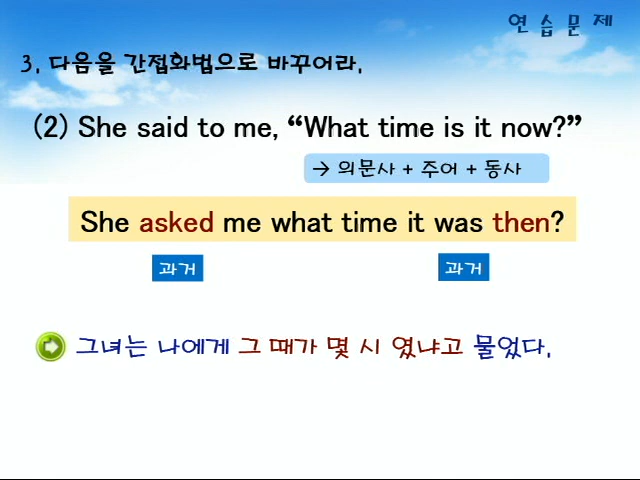 연 습 문 제
3. 다음을 간접화법으로 바꾸어라.
(2) She said to me, “What time is it now?”
→ 의문사 + 주어 + 동사
She asked me what time it was then?
과거 과거
그녀는 나에게 그 때가 몇 시 였냐고 물었다.